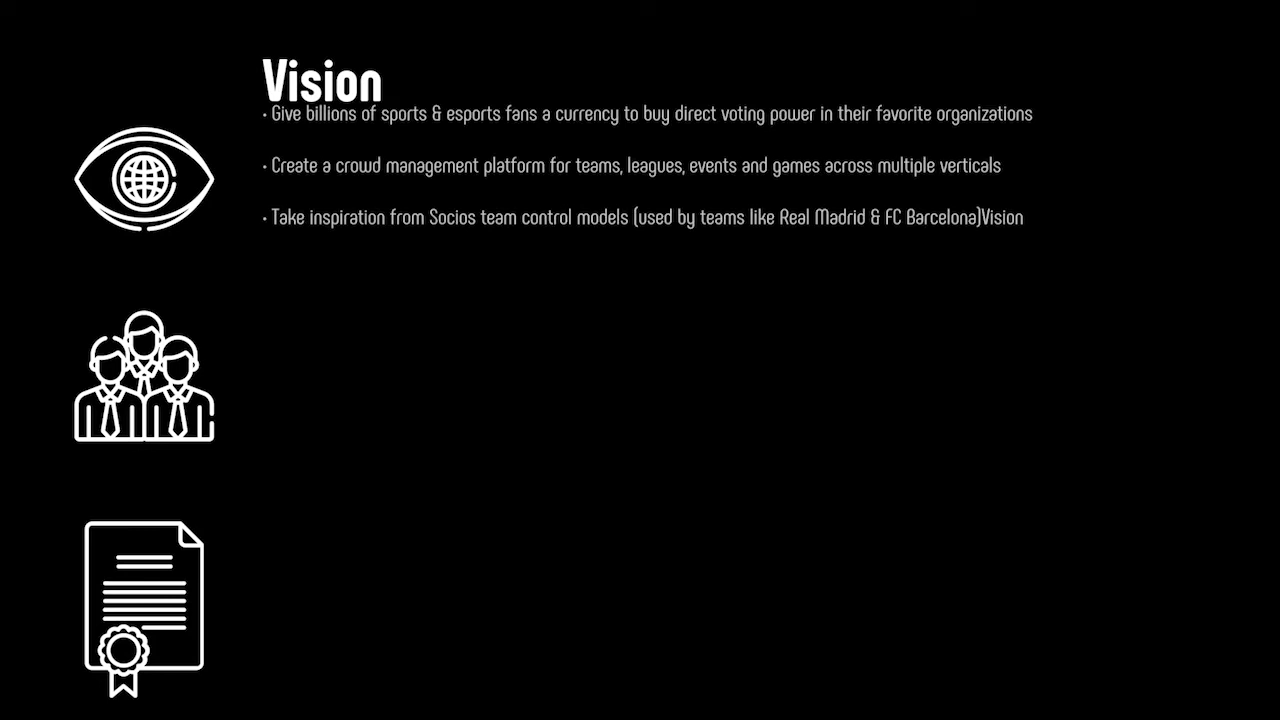 Vision
• Give billions of sports & esports fans a currency to buy direct voting power in their favorite organizations
• Create a crowd management platform for teams, leagues, events and games across multiple verticals
• Take inspiration from Socios team control models (used by teams like Real Madrid & FC Barcelona)Vision